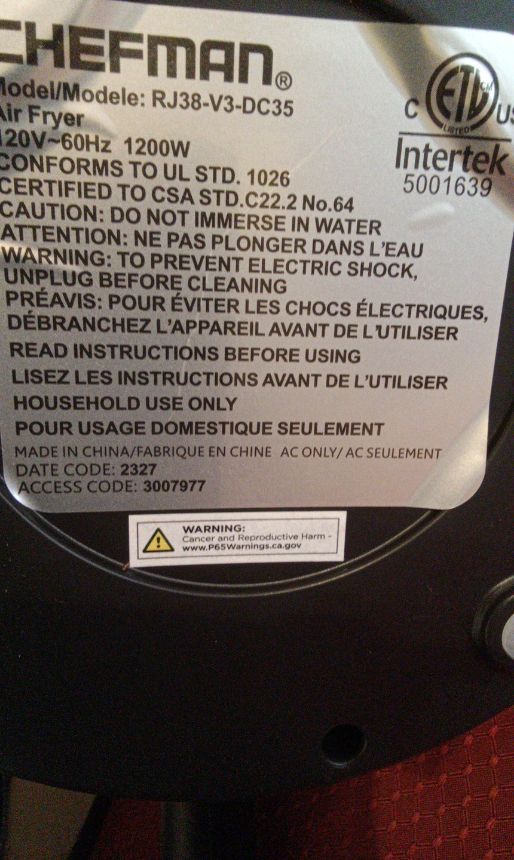 CHEFMAN®
Model/Modele: RJ38-V3-DC35
Air Fryer
120V~60Hz 1200W
CONFORMS TO UL STD. 1026
CERTIFIED TO CSA STD.C22.2 No.64
CAUTION: DO NOT IMMERSE IN WATER
ATTENTION: NE PAS PLONGER DANS L'EAU
WARNING: TO PREVENT ELECTRIC SHOCK,
UNPLUG BEFORE CLEANING
PRÉAVIS: POUR ÉVITER LES CHOCS ÉLECTRIQUES,
DÉBRANCHEZ L'APPAREIL AVANT DE L'UTILISER
READ INSTRUCTIONS BEFORE USING
LISEZ LES INSTRUCTIONS AVANT DE L'UTILISER
HOUSEHOLD USE ONLY
POUR USAGE DOMESTIQUE SEULEMENT
MADE IN CHINA/FABRIQUE EN CHINE AC ONLY/ AC SEULEMENT
DATE CODE: 2327
ACCESS CODE: 3007977
C ETL US
LISTED
Intertek
5001639
WARNING:
Cancer and Reproductive Harm -
www.P65Warnings.ca.gov